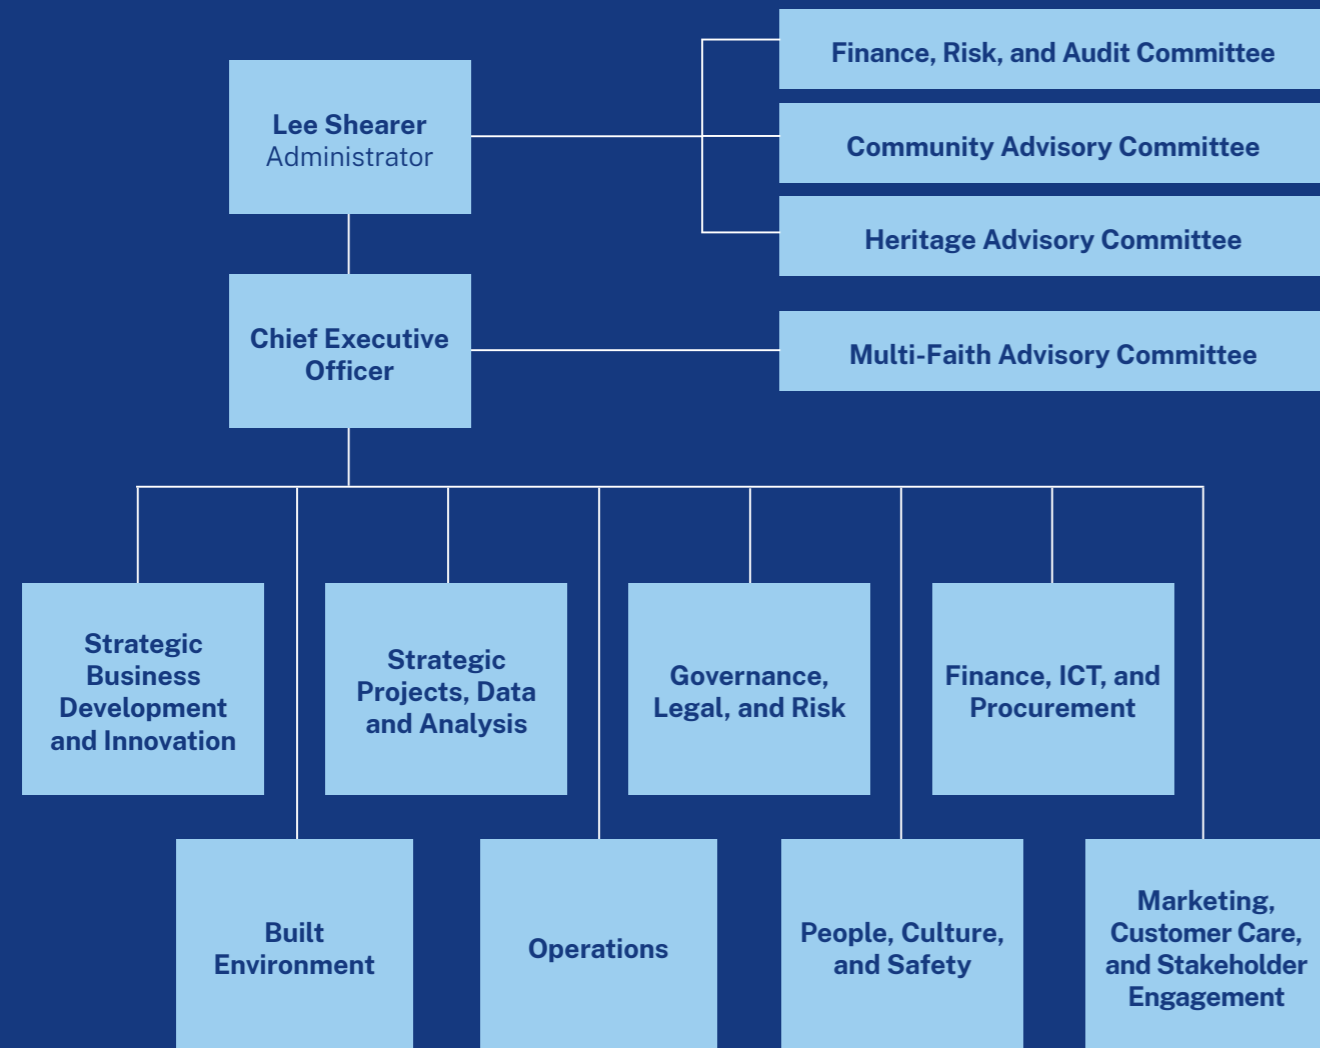 Finance, Risk, and Audit Committee
Lee Shearer
Administrator
Community Advisory Committee
Heritage Advisory Committee
Chief Executive
Officer
Multi-Faith Advisory Committee
Strategic
Business
Development
and Innovation
Strategic
Projects, Data
and Analysis
Governance,
Legal, and Risk
Finance, ICT, and
Procurement
Built
Environment
Operations
People, Culture,
and Safety
Marketing,
Customer Care,
and Stakeholder
Engagement